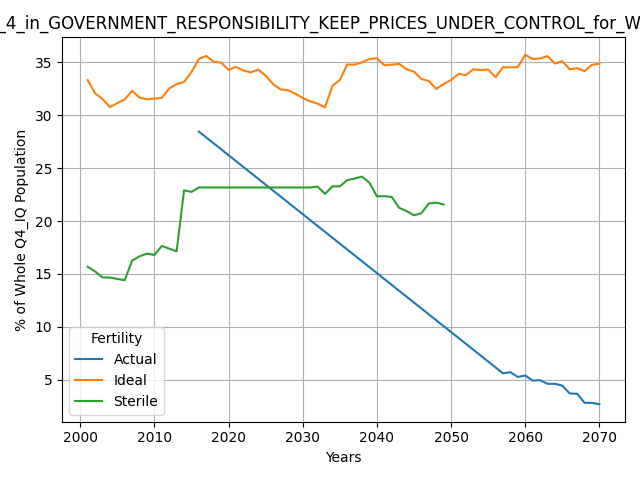 _4_in_GOVERNMENT_RESPONSIBILITY_KEEP_PRICES_UNDER_CONTROL_for_W
% of Whole Q4_IQ Population
35
30
25
20
15
10
5
Fertility
Actual
Ideal
Sterile
2000 2010 2020 2030 2040 2050 2060 2070
Years